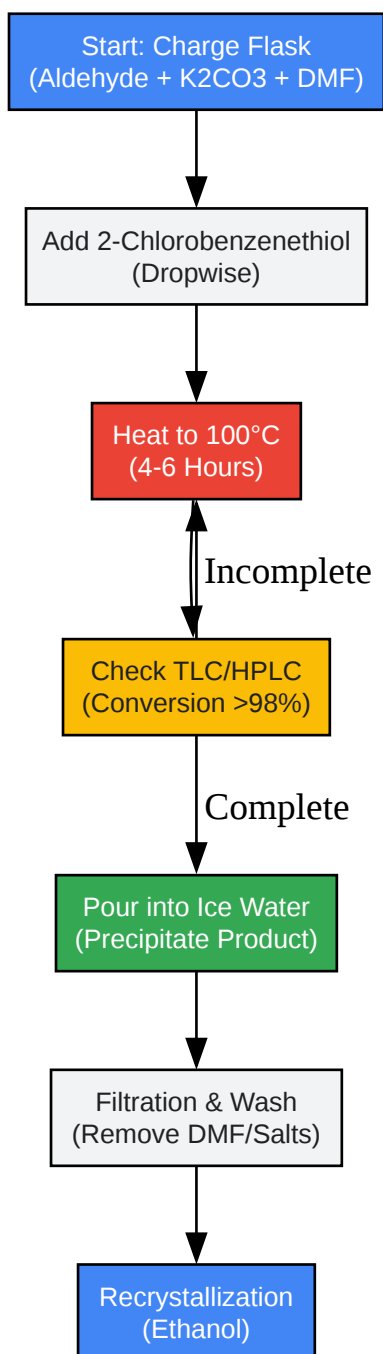 Start: Charge Flask
(Aldehyde + K2CO3 + DMF)
Add 2-Chlorobenzenethiol
(Dropwise)
Heat to 100°C
(4-6 Hours)
Incomplete
Check TLC/HPLC
(Conversion >98%)
Complete
Pour into Ice Water
(Precipitate Product)
Filtration & Wash
(Remove DMF/Salts)
Recrystallization
(Ethanol)